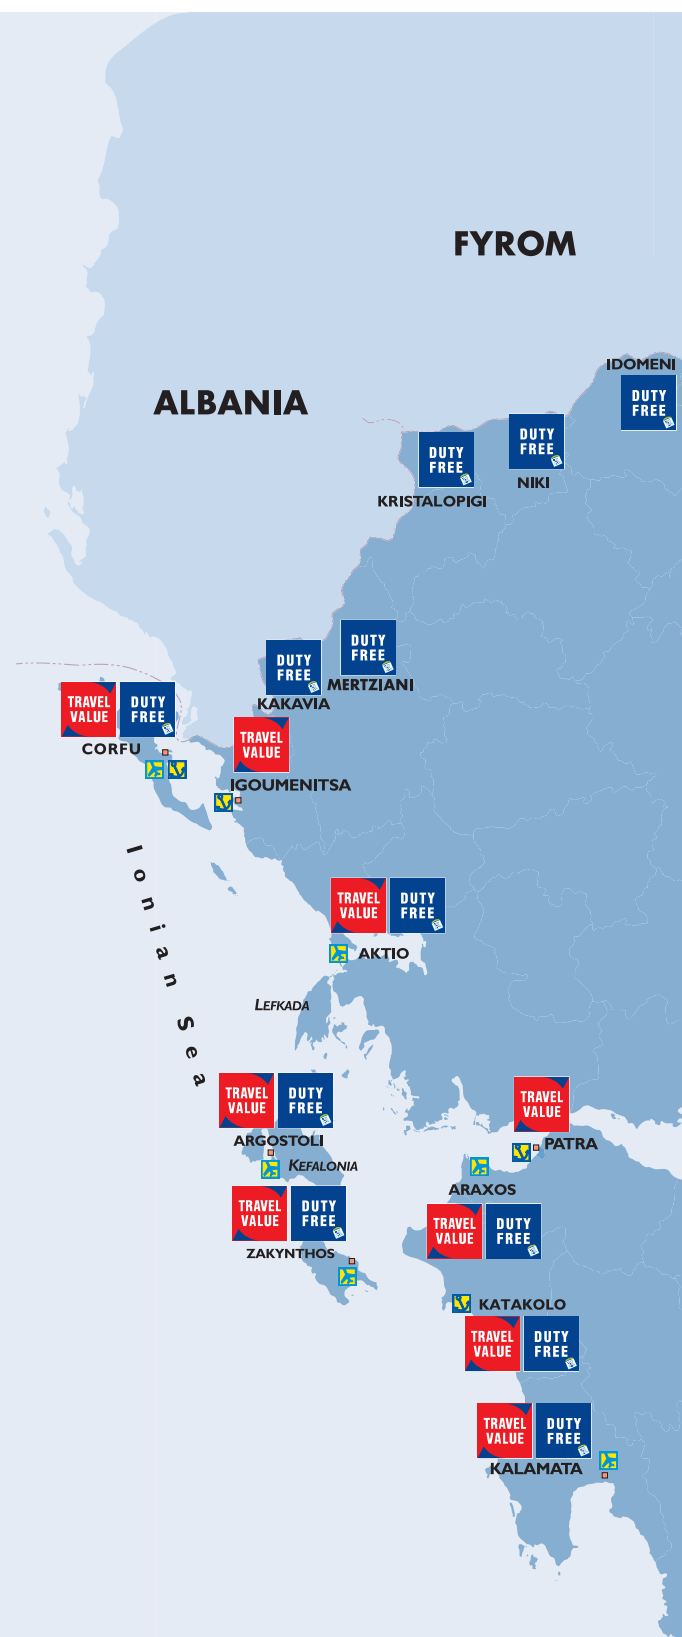 FYROM
IDOMENI
DUTY
FREE
ALBANIA
DUTY
FREE
NIKI
DUTY
FREE
KRISTALOPIGI
DUTY
FREE
MERTZIANI
DUTY
FREE
KAKAVIA
TRAVEL
VALUE
DUTY
FREE
CORFU
TRAVEL
VALUE
IGOUMENITSA
Ionian Sea
TRAVEL
VALUE
DUTY
FREE
AKTIO
LEFKADA
TRAVEL
VALUE
DUTY
FREE
ARGOSTOLI
KEFALONIA
TRAVEL
VALUE
PATRA
ARAXOS
TRAVEL
VALUE
DUTY
FREE
TRAVEL
VALUE
DUTY
FREE
ZAKYNTHOS
KATAKOLO
TRAVEL
VALUE
DUTY
FREE
TRAVEL
VALUE
DUTY
FREE
KALAMATA